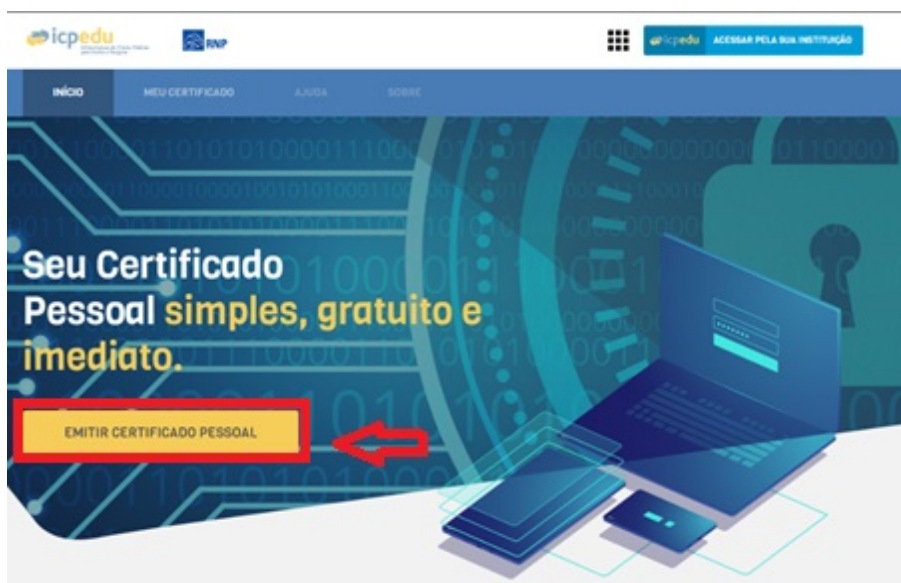 icpedu
RNP
icpedu ACESSAR PELA SUA INSTITUIÇÃO
INÍCIO MEU CERTIFICADO AJUDA SOBRE
Seu Certificado
Pessoal simples, gratuito e
imediato.
EMITIR CERTIFICADO PESSOAL